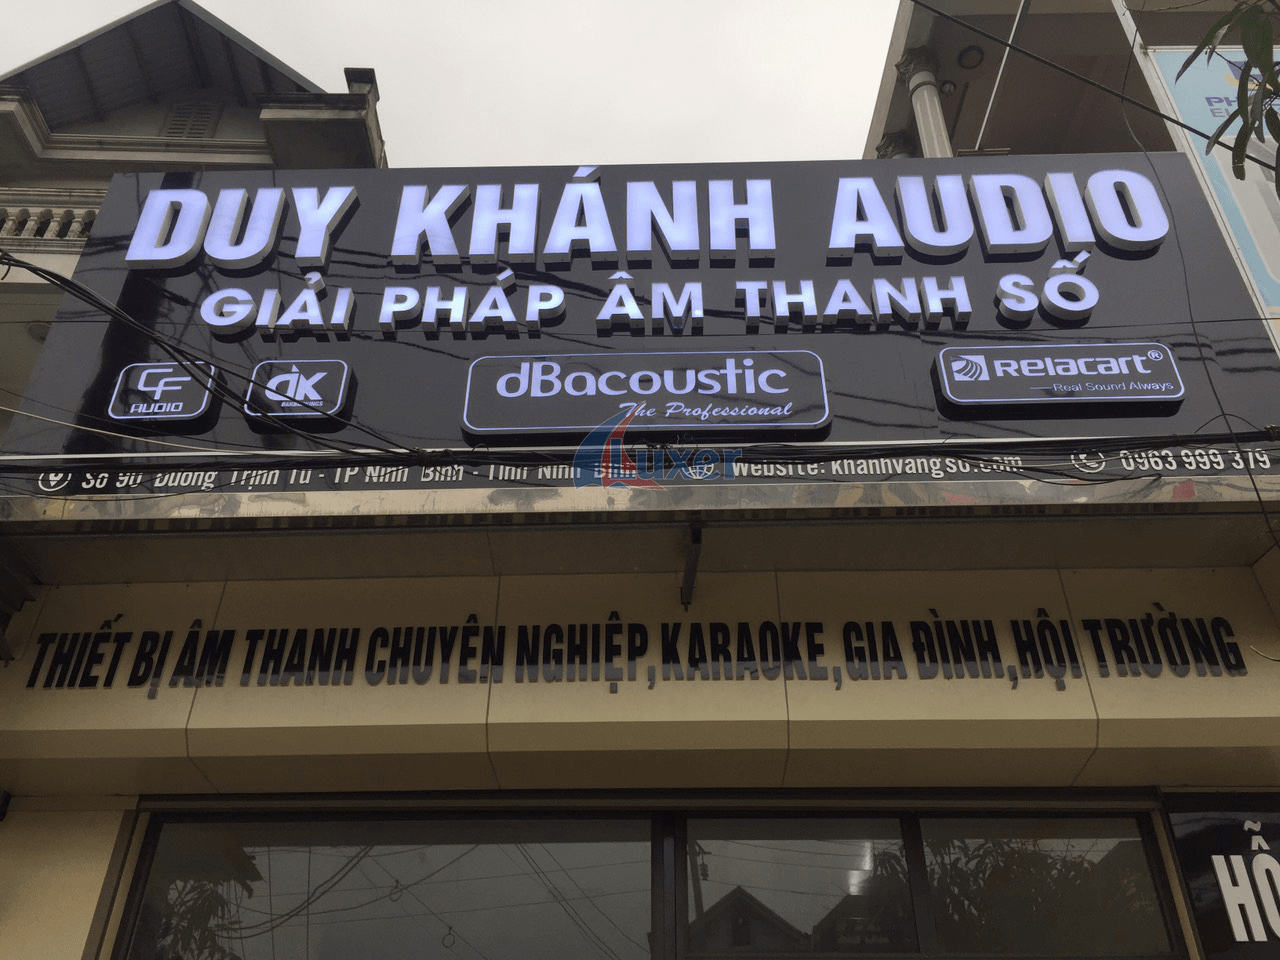 DUY KHÁNH AUDIO
GIẢI PHÁP ÂM THANH SỐ
CF AUDIO
dK
dBacoustic
The Professional
Relacart®
Real Sound Always
Số 90 Đường Trịnh Tú - TP Ninh Bình - Tỉnh Ninh Bình
Website: khanhvangso.com
0963 999 379
Luxer
THIẾT BỊ ÂM THANH CHUYÊN NGHIỆP,KARAOKE,GIA ĐÌNH,HỘI TRƯỜNG